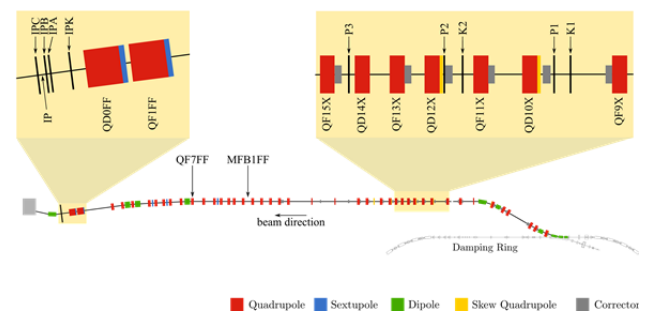 IPC
IPB
IPA
IPK
IP
QD0FF
QF1FF
P3
P2
K2
P1
K1
QF15X
QD14X
QF13X
QD12X
QF11X
QD10X
QF9X
QF7FF
MFB1FF
beam direction
Damping Ring
Quadrupole
Sextupole
Dipole
Skew Quadrupole
Corrector